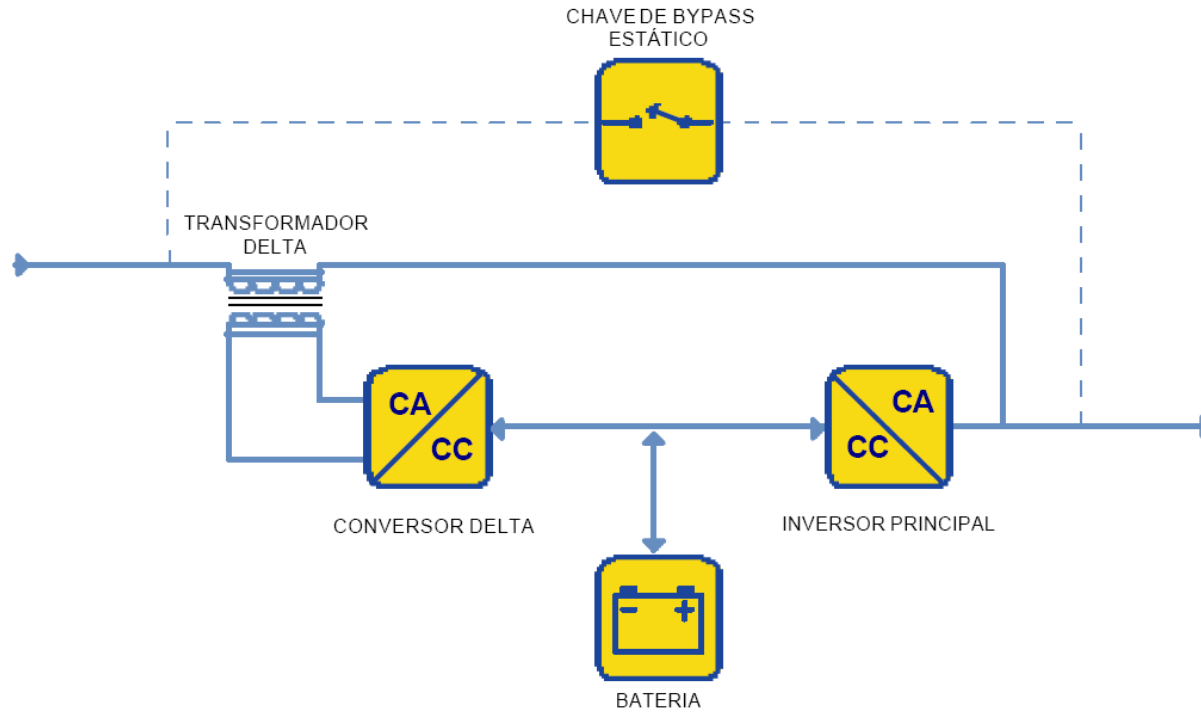 CHAVE DE BYPASS
ESTÁTICO
TRANSFORMADOR
DELTA
CA
CC
CA
CC
CONVERSOR DELTA
INVERSOR PRINCIPAL
- +
BATERIA